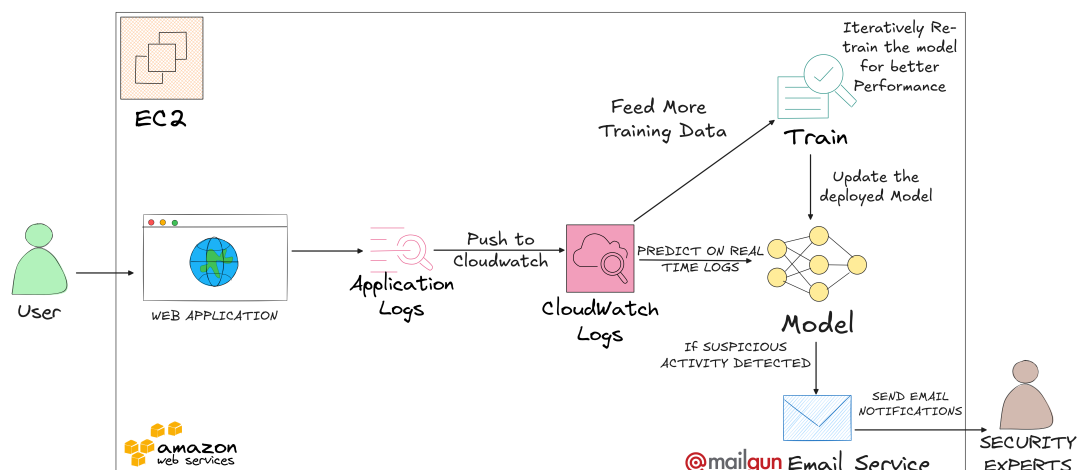 Iteratively Re-
train the model
for better
Performance
EC2
Feed More
Training Data
Train
Update the
deployed Model
Push to
Cloudwatch
PREDICT ON REAL
TIME LOGS
User
WEB APPLICATION
Application
Logs
CloudWatch
Logs
Model
If SUSPICIOUS
ACTIVITY DETECTED
SEND EMAIL
NOTIFICATIONS
amazon
web services
@mailgun
Email Service
SECURITY
EXPERTS